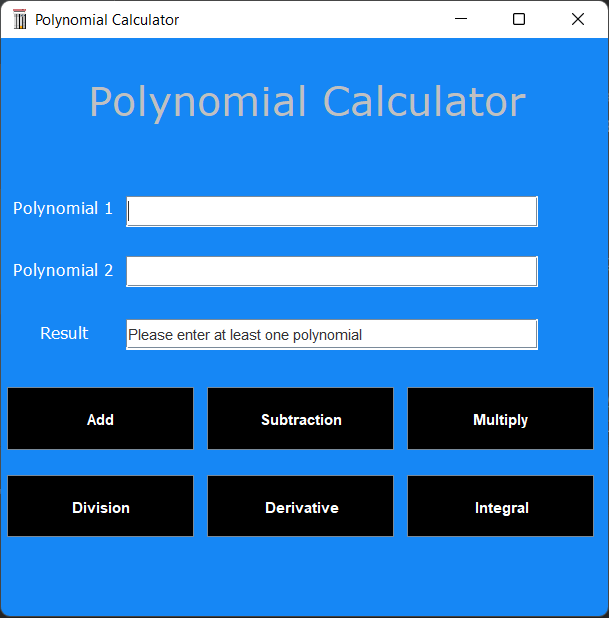 Polynomial Calculator
Polynomial Calculator
Polynomial 1
Polynomial 2
Result Please enter at least one polynomial
Add Subtraction Multiply
Division Derivative Integral